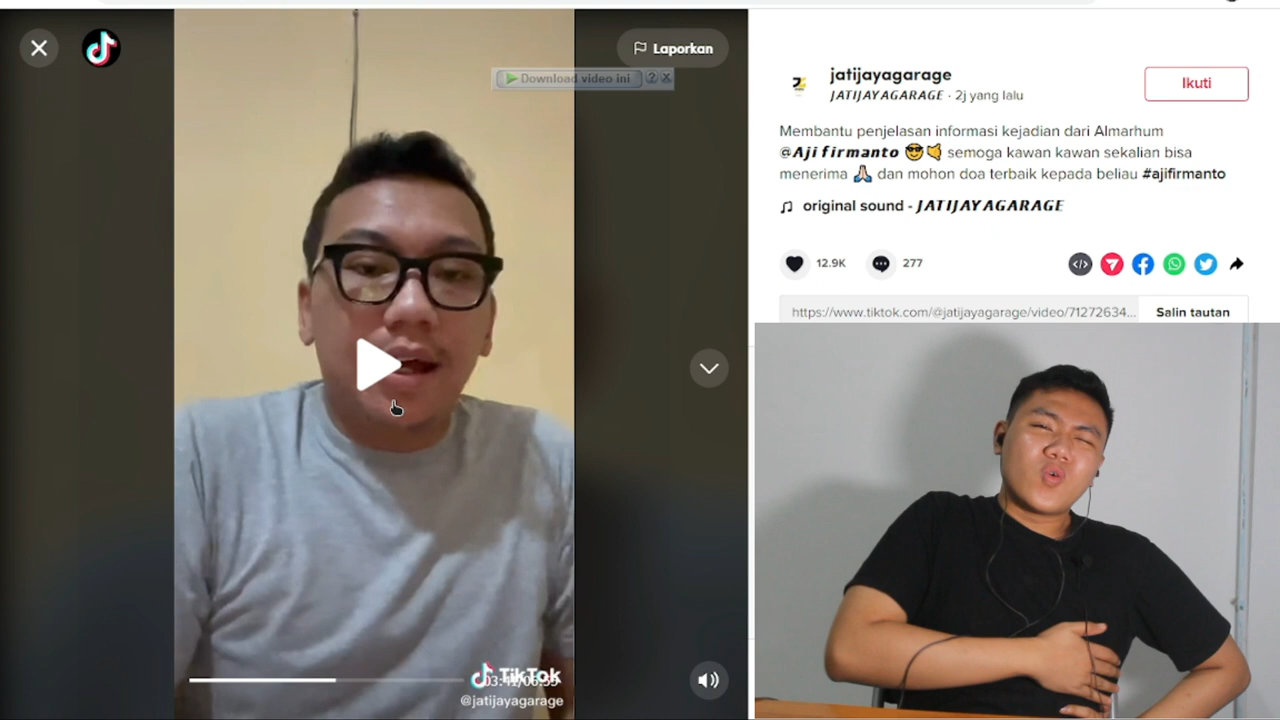 Laporkan
Download video ini
TikTok
@jatijayagarage
jatijayagarage
JATIJAYAGARAGE · 2j yang lalu
Ikuti
Membantu penjelasan informasi kejadian dari Almarhum
@Aji firmanto 😎🤙 semoga kawan kawan sekalian bisa
menerima 🙏🏻 dan mohon doa terbaik kepada beliau #ajifirmanto
original sound - JATIJAYAGARAGE
12.9K
277
https://www.tiktok.com/@jatijayagarage/video/71272634...
Salin tautan